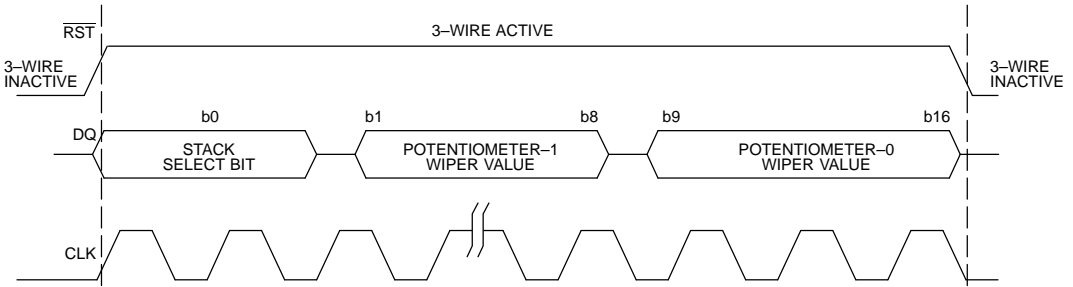 RST
3–WIRE ACTIVE
3–WIRE
INACTIVE
3–WIRE
INACTIVE
DQ
b0
b1
b8
b9
b16
STACK
SELECT BIT
POTENTIOMETER–1
WIPER VALUE
POTENTIOMETER–0
WIPER VALUE
CLK